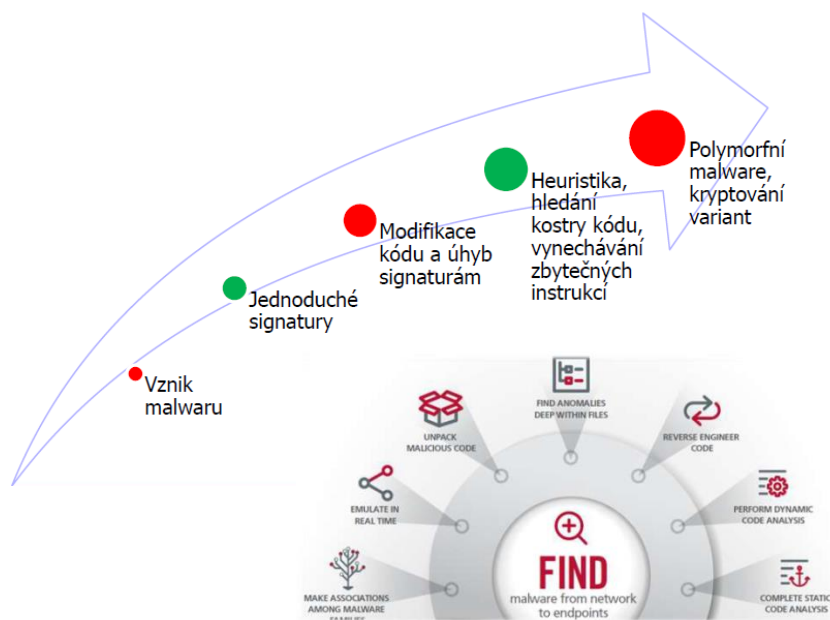 Polymorfní
malware,
kryptování
variant
Heuristika,
hledání
kostry kódu,
vynechávání
zbytečných
instrukcí
Modifikace
kódu a úhyb
signaturám
Jednoduché
signatury
Vznik
malwaru
FIND ANOMALIES
DEEP WITHIN FILES
UNPACK
MALICIOUS CODE
REVERSE ENGINEER
CODE
EMULATE IN
REAL TIME
PERFORM DYNAMIC
CODE ANALYSIS
MAKE ASSOCIATIONS
AMONG MALWARE
FAMILIES
FIND
malware from network
to endpoints
COMPLETE STATIC
CODE ANALYSIS